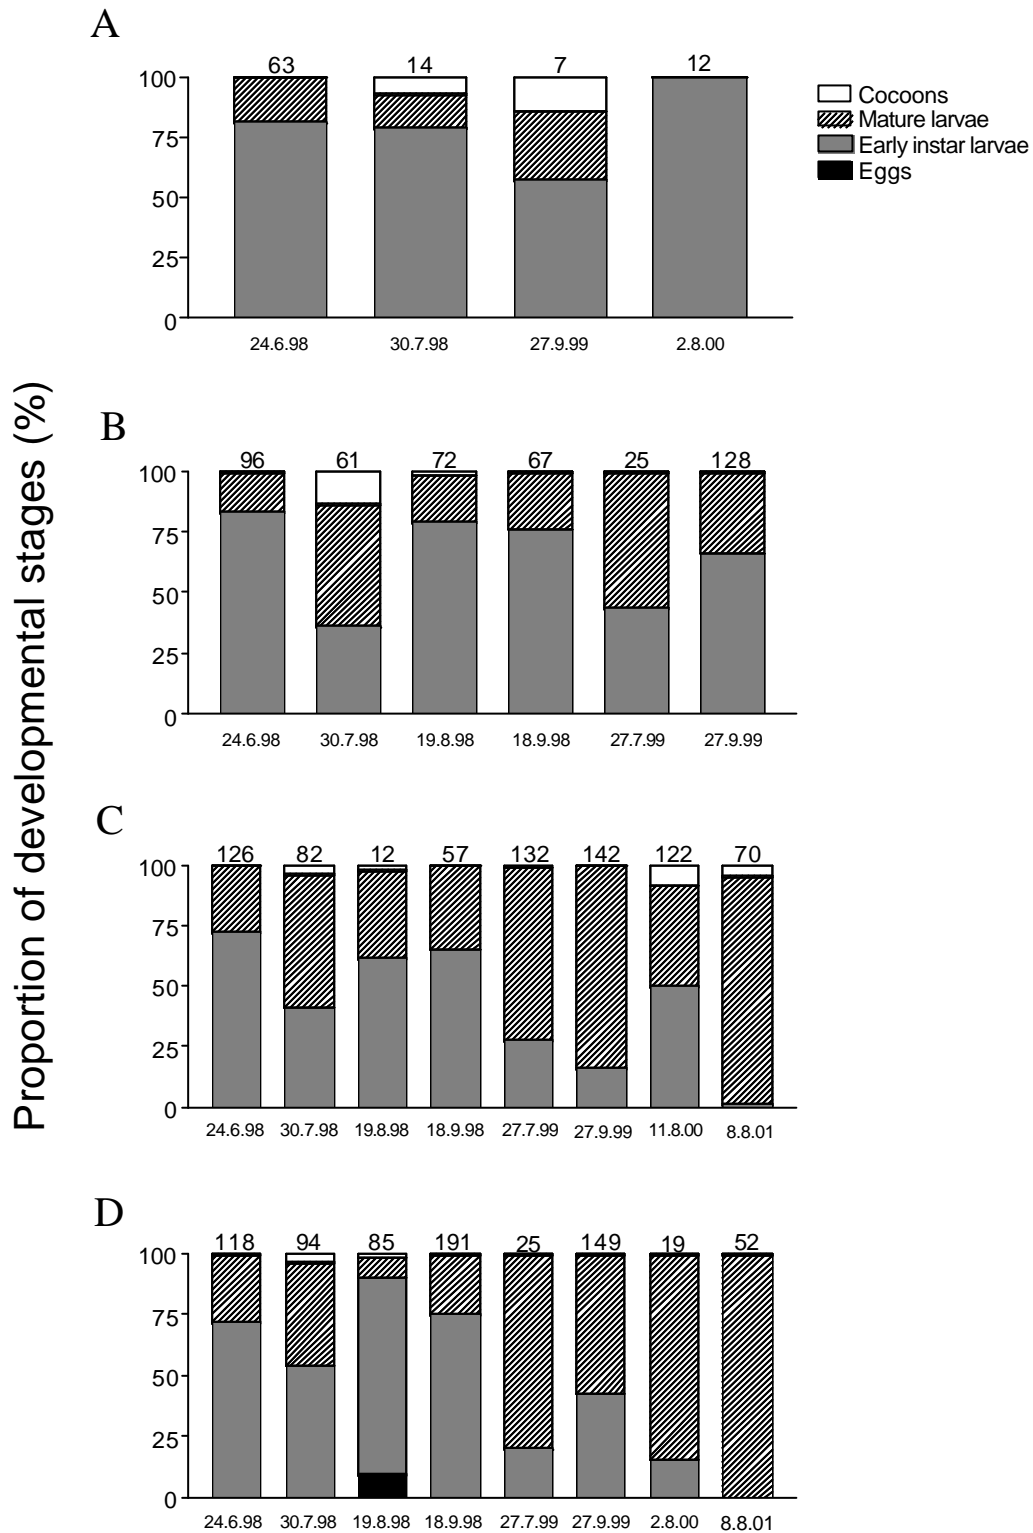 A
63 14 7 12
100
75
50
25
0
24.6.98 30.7.98 27.9.99 2.8.00
Cocoons
Mature larvae
Early instar larvae
Eggs
Proportion of developmental stages (%)
B
96 61 72 67 25 128
100
75
50
25
0
24.6.98 30.7.98 19.8.98 18.9.98 27.7.99 27.9.99
C
126 82 12 57 132 142 122 70
100
75
50
25
0
24.6.98 30.7.98 19.8.98 18.9.98 27.7.99 27.9.99 11.8.00 8.8.01
D
118 94 85 191 25 149 19 52
100
75
50
25
0
24.6.98 30.7.98 19.8.98 18.9.98 27.7.99 27.9.99 2.8.00 8.8.01